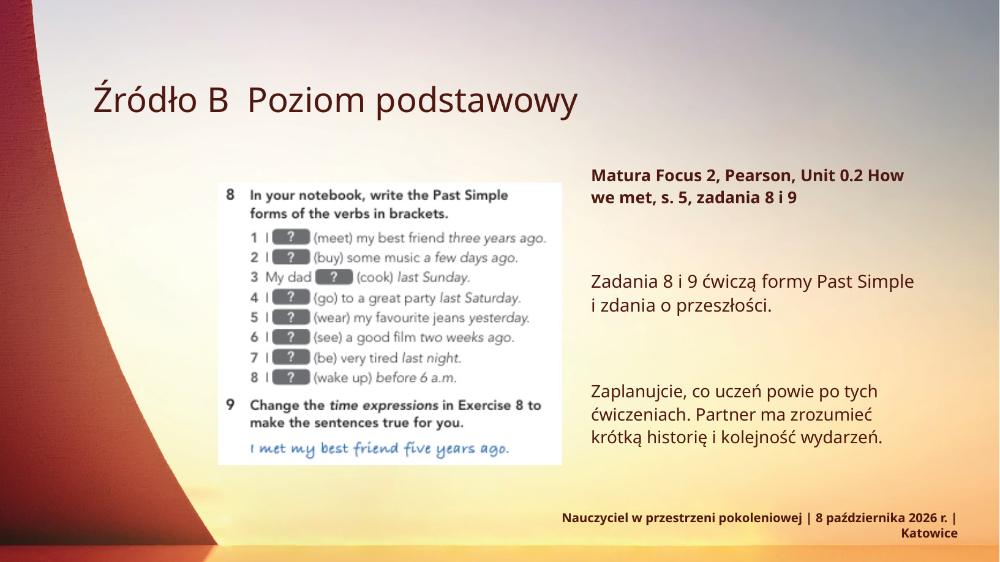 Źródło B  Poziom podstawowy
8 In your notebook, write the Past Simple
forms of the verbs in brackets.
1 I ? (meet) my best friend three years ago.
2 I ? (buy) some music a few days ago.
3 My dad ? (cook) last Sunday.
4 I ? (go) to a great party last Saturday.
5 I ? (wear) my favourite jeans yesterday.
6 I ? (see) a good film two weeks ago.
7 I ? (be) very tired last night.
8 I ? (wake up) before 6 a.m.
9 Change the time expressions in Exercise 8 to
make the sentences true for you.
I met my best friend five years ago.
Matura Focus 2, Pearson, Unit 0.2 How
we met, s. 5, zadania 8 i 9
Zadania 8 i 9 ćwiczą formy Past Simple
i zdania o przeszłości.
Zaplanujcie, co uczeń powie po tych
ćwiczeniach. Partner ma zrozumieć
krótką historię i kolejność wydarzeń.
Nauczyciel w przestrzeni pokoleniowej | 8 października 2026 r. |
Katowice